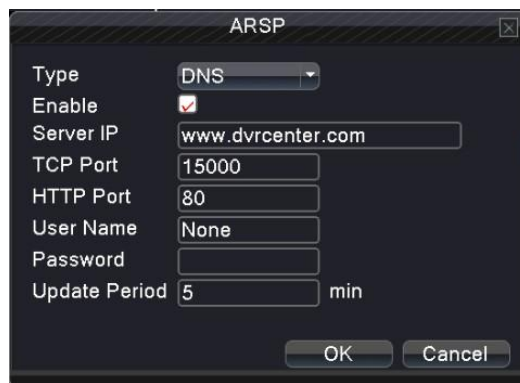 ARSP
Type DNS
Enable
Server IP www.dvrcenter.com
TCP Port 15000
HTTP Port 80
User Name None
Password
Update Period 5 min
OK Cancel